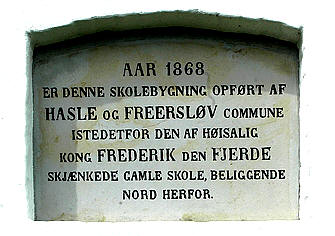 AAR 1868
ER DENNE SKOLEBYGNING OPFØRT AF
HASLE OG FREERSLØV COMMUNE
ISTEDETFOR DEN AF HØISALIG
KONG FREDERIK DEN FJERDE
SKJÆNKEDE GAMLE SKOLE, BELIGGENDE
NORD HERFOR.